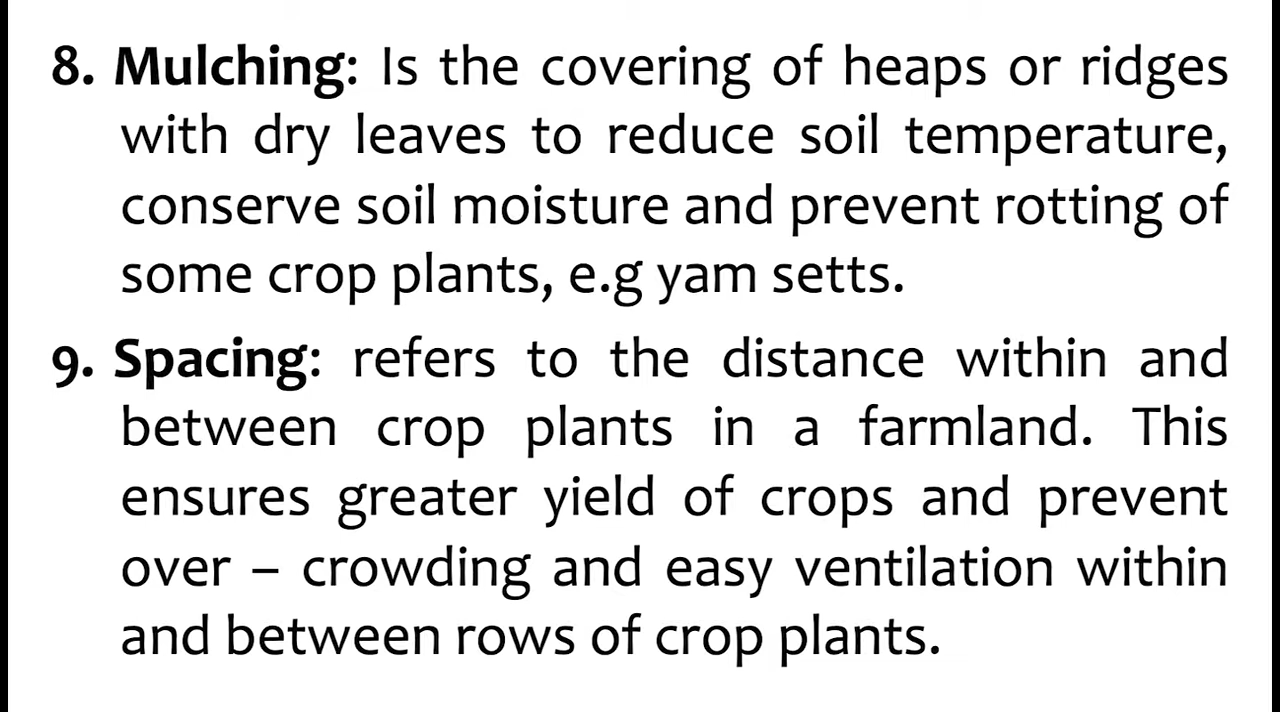 8. Mulching: Is the covering of heaps or ridges
with dry leaves to reduce soil temperature,
conserve soil moisture and prevent rotting of
some crop plants, e.g yam setts.
9. Spacing: refers to the distance within and
between crop plants in a farmland. This
ensures greater yield of crops and prevent
over – crowding and easy ventilation within
and between rows of crop plants.